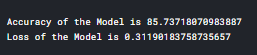 Accuracy of the Model is 85.73718070983887
Loss of the Model is 0.31190183758735657